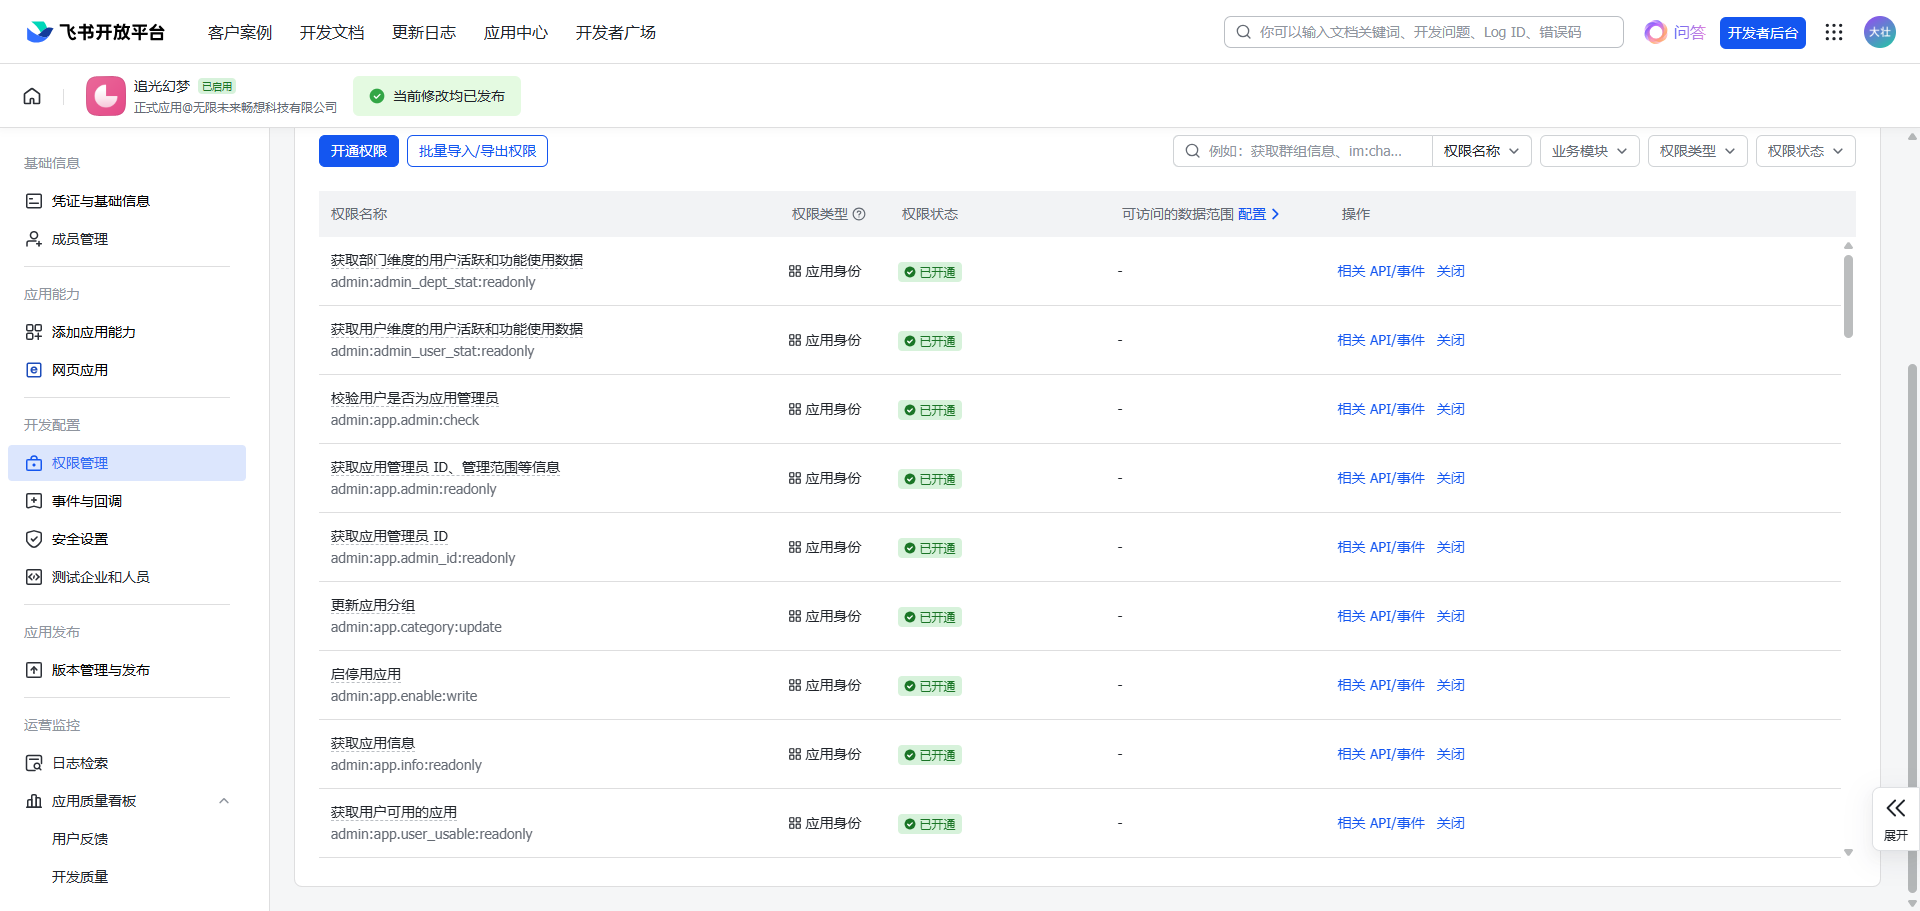 飞书开放平台
客户案例
开发文档
更新日志
应用中心
开发者广场
你可以输入文档关键词、开发问题、Log ID、错误码
问答
开发者后台
大壮
追光幻梦 已启用
正式应用@无限未来畅想科技有限公司
当前修改均已发布
基础信息
凭证与基础信息
成员管理
应用能力
添加应用能力
网页应用
开发配置
权限管理
事件与回调
安全设置
测试企业和人员
应用发布
版本管理与发布
运营监控
日志检索
应用质量看板
用户反馈
开发质量
开通权限
批量导入/导出权限
例如：获取群组信息、im:cha...
权限名称
业务模块
权限类型
权限状态
权限名称 权限类型 权限状态 可访问的数据范围 配置 操作
获取部门维度的用户活跃和功能使用数据
admin:admin_dept_stat:readonly
应用身份 已开通 - 相关 API/事件 关闭
获取用户维度的用户活跃和功能使用数据
admin:admin_user_stat:readonly
应用身份 已开通 - 相关 API/事件 关闭
校验用户是否为应用管理员
admin:app.admin:check
应用身份 已开通 - 相关 API/事件 关闭
获取应用管理员 ID、管理范围等信息
admin:app.admin:readonly
应用身份 已开通 - 相关 API/事件 关闭
获取应用管理员 ID
admin:app.admin_id:readonly
应用身份 已开通 - 相关 API/事件 关闭
更新应用分组
admin:app.category:update
应用身份 已开通 - 相关 API/事件 关闭
启停用应用
admin:app.enable:write
应用身份 已开通 - 相关 API/事件 关闭
获取应用信息
admin:app.info:readonly
应用身份 已开通 - 相关 API/事件 关闭
获取用户可用的应用
admin:app.user_usable:readonly
应用身份 已开通 - 相关 API/事件 关闭
展开